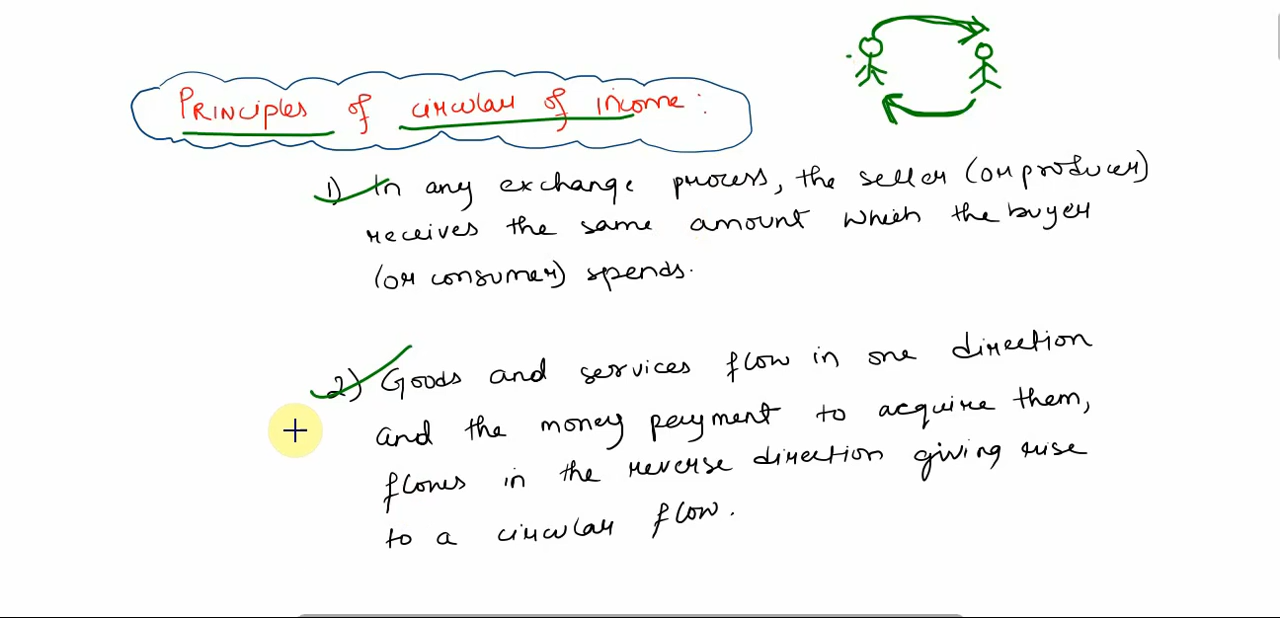 Principles of circular of income:
1) In any exchange process, the seller (or producer)
receives the same amount which the buyer
(or consumer) spends.
2) Goods and services flow in one direction
and the money payment to acquire them,
flows in the reverse direction giving rise
to a circular flow.